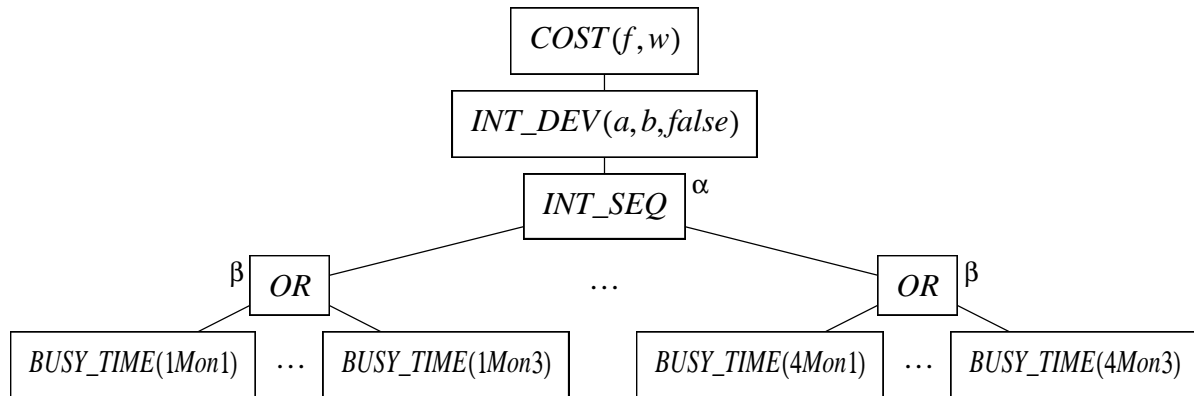 COST(f,w)
INT_DEV(a,b,false)
INT_SEQ α
β OR ... OR β
BUSY_TIME(1Mon1) ... BUSY_TIME(1Mon3) BUSY_TIME(4Mon1) ... BUSY_TIME(4Mon3)